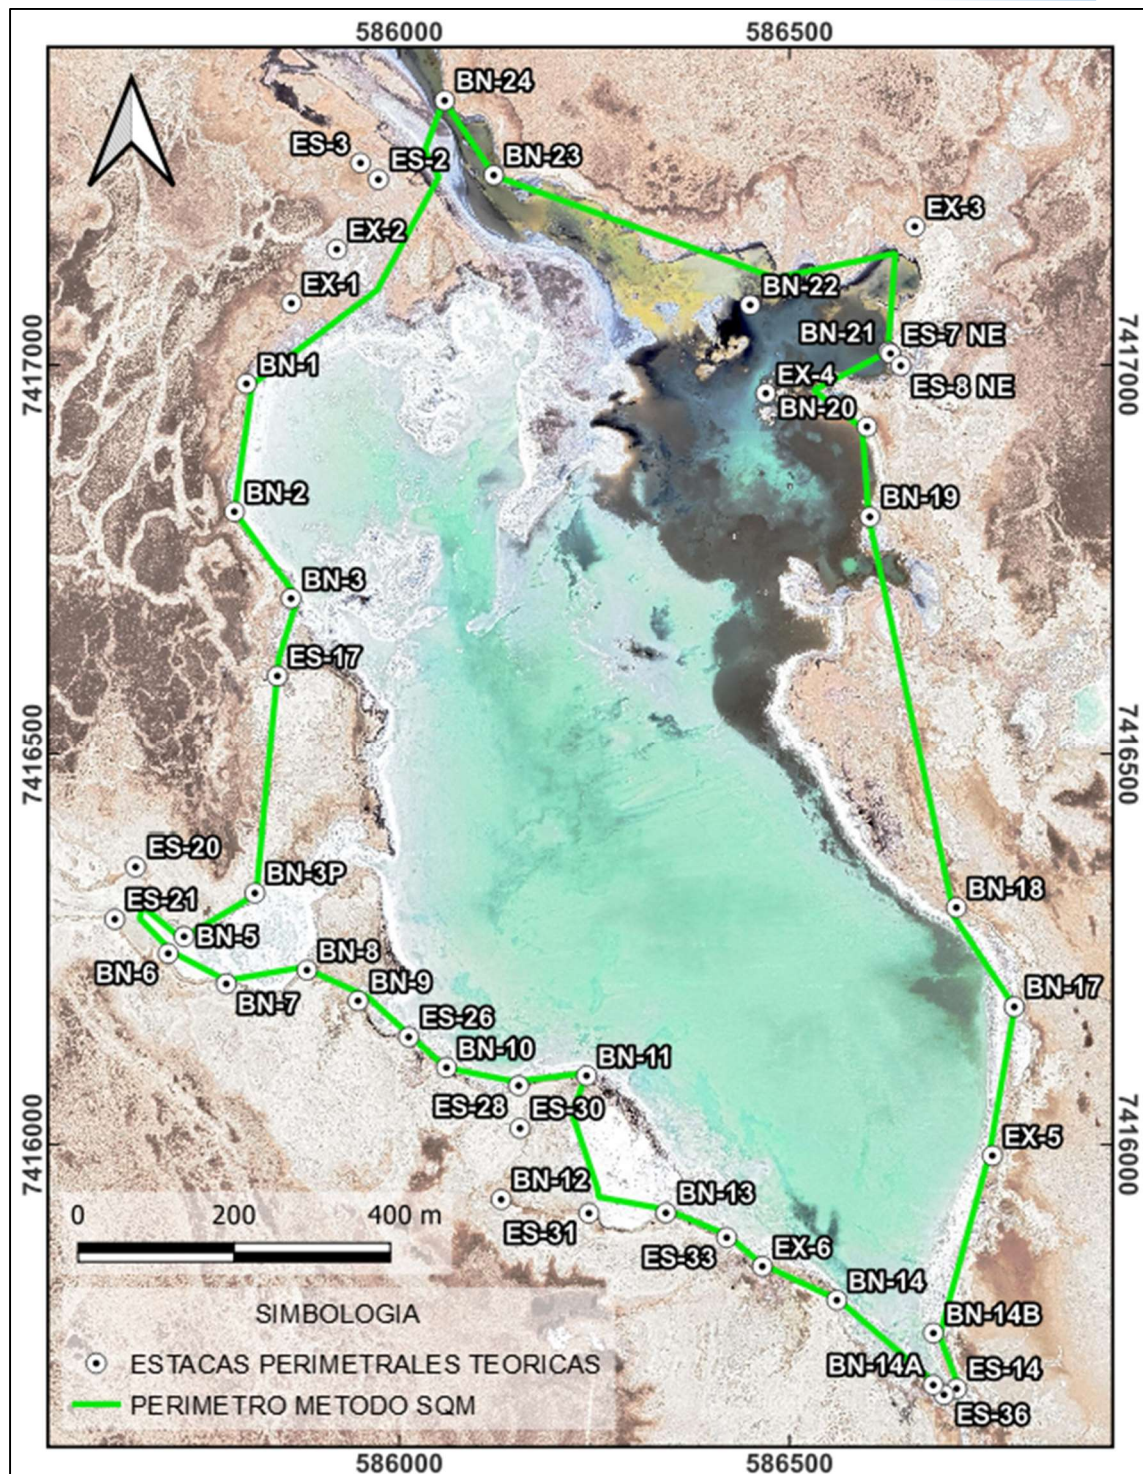 586000 586500
BN-24
ES-3
ES-2
BN-23
EX-2
EX-3
EX-1
BN-22
BN-21
ES-7 NE
7417000
7417000
BN-1
EX-4
ES-8 NE
BN-20
BN-2
BN-19
BN-3
ES-17
7416500
7416500
ES-20
BN-3P
ES-21
BN-18
BN-5
BN-6
BN-8
BN-7
BN-9
BN-17
ES-26
BN-10
BN-11
ES-28
ES-30
7416000
7416000
EX-5
BN-12
BN-13
0 200 400 m
ES-31
ES-33
EX-6
BN-14
SIMBOLOGIA
BN-14B
ESTACAS PERIMETRALES TEORICAS
BN-14A
ES-14
PERIMETRO METODO SQM
ES-36
586000 586500